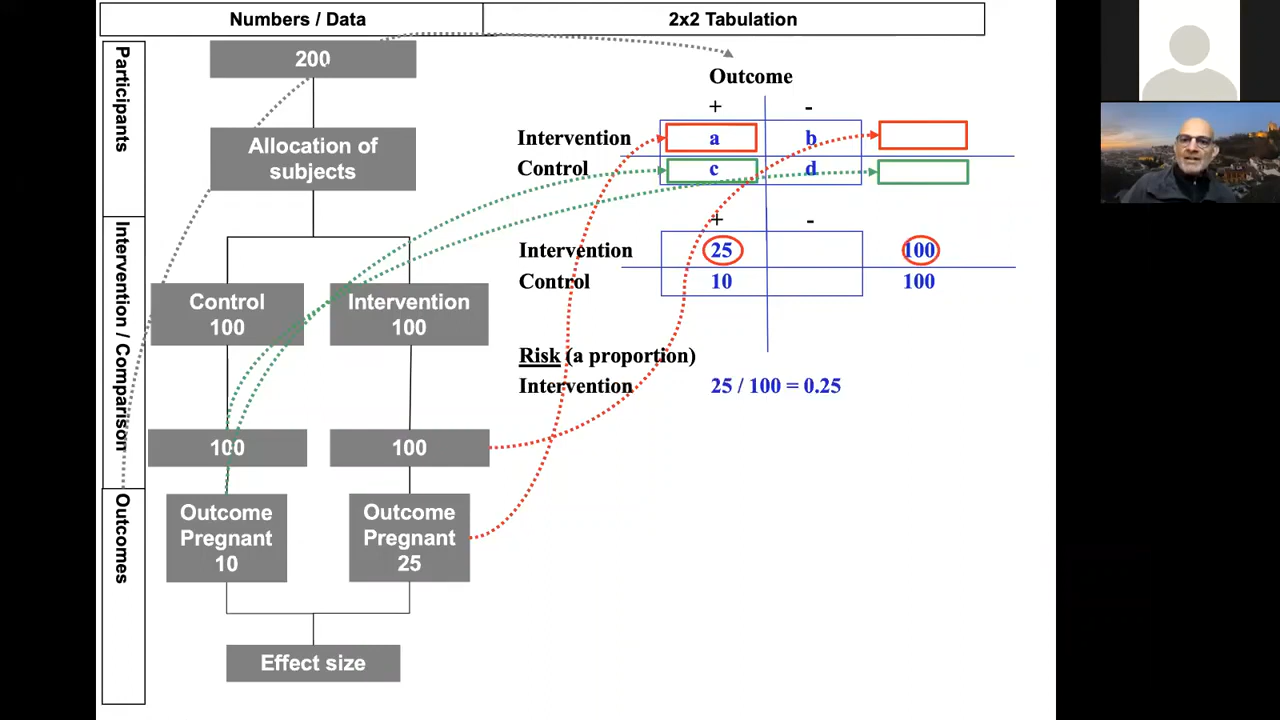 Numbers / Data
2x2 Tabulation
Participants
200
Allocation of
subjects
Intervention / Comparison
Control
100
Intervention
100
100
100
Outcomes
Outcome
Pregnant
10
Outcome
Pregnant
25
Effect size
Outcome
+ -
Intervention a b
Control c d
+ -
Intervention 25 100
Control 10 100
Risk (a proportion)
Intervention 25 / 100 = 0.25